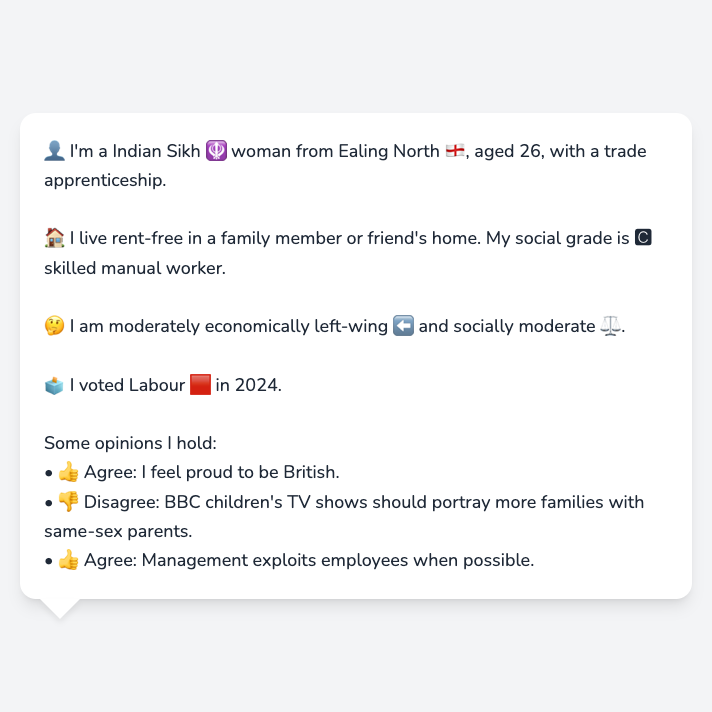 👤 I'm a Indian Sikh 🪯 woman from Ealing North 🏴󠁧󠁢󠁥󠁮󠁧󠁿, aged 26, with a trade
apprenticeship.
🏠 I live rent-free in a family member or friend's home. My social grade is 🅲
skilled manual worker.
🤔 I am moderately economically left-wing ⬅️ and socially moderate ⚖️.
🗳️ I voted Labour 🟥 in 2024.
Some opinions I hold:
• 👍 Agree: I feel proud to be British.
• 👎 Disagree: BBC children's TV shows should portray more families with
same-sex parents.
• 👍 Agree: Management exploits employees when possible.